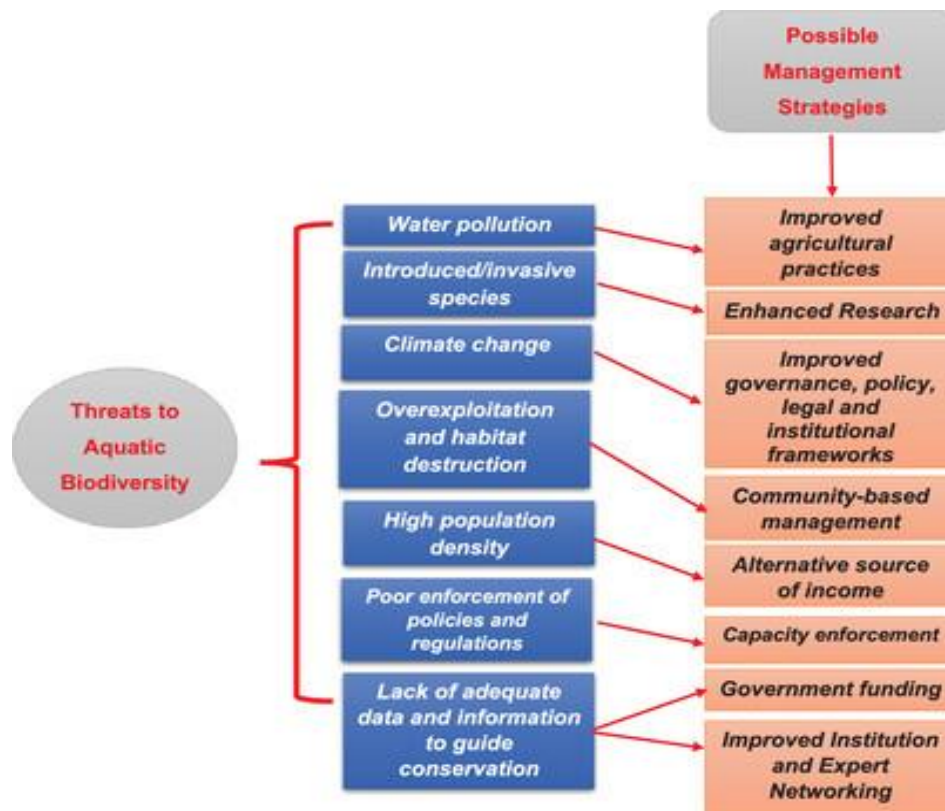 Possible
Management
Strategies
Threats to
Aquatic
Biodiversity
Water pollution
Introduced/invasive
species
Climate change
Overexploitation
and habitat
destruction
High population
density
Poor enforcement of
policies and
regulations
Lack of adequate
data and information
to guide
conservation
Improved
agricultural
practices
Enhanced Research
Improved
governance, policy,
legal and
institutional
frameworks
Community-based
management
Alternative source
of income
Capacity enforcement
Government funding
Improved Institution
and Expert
Networking